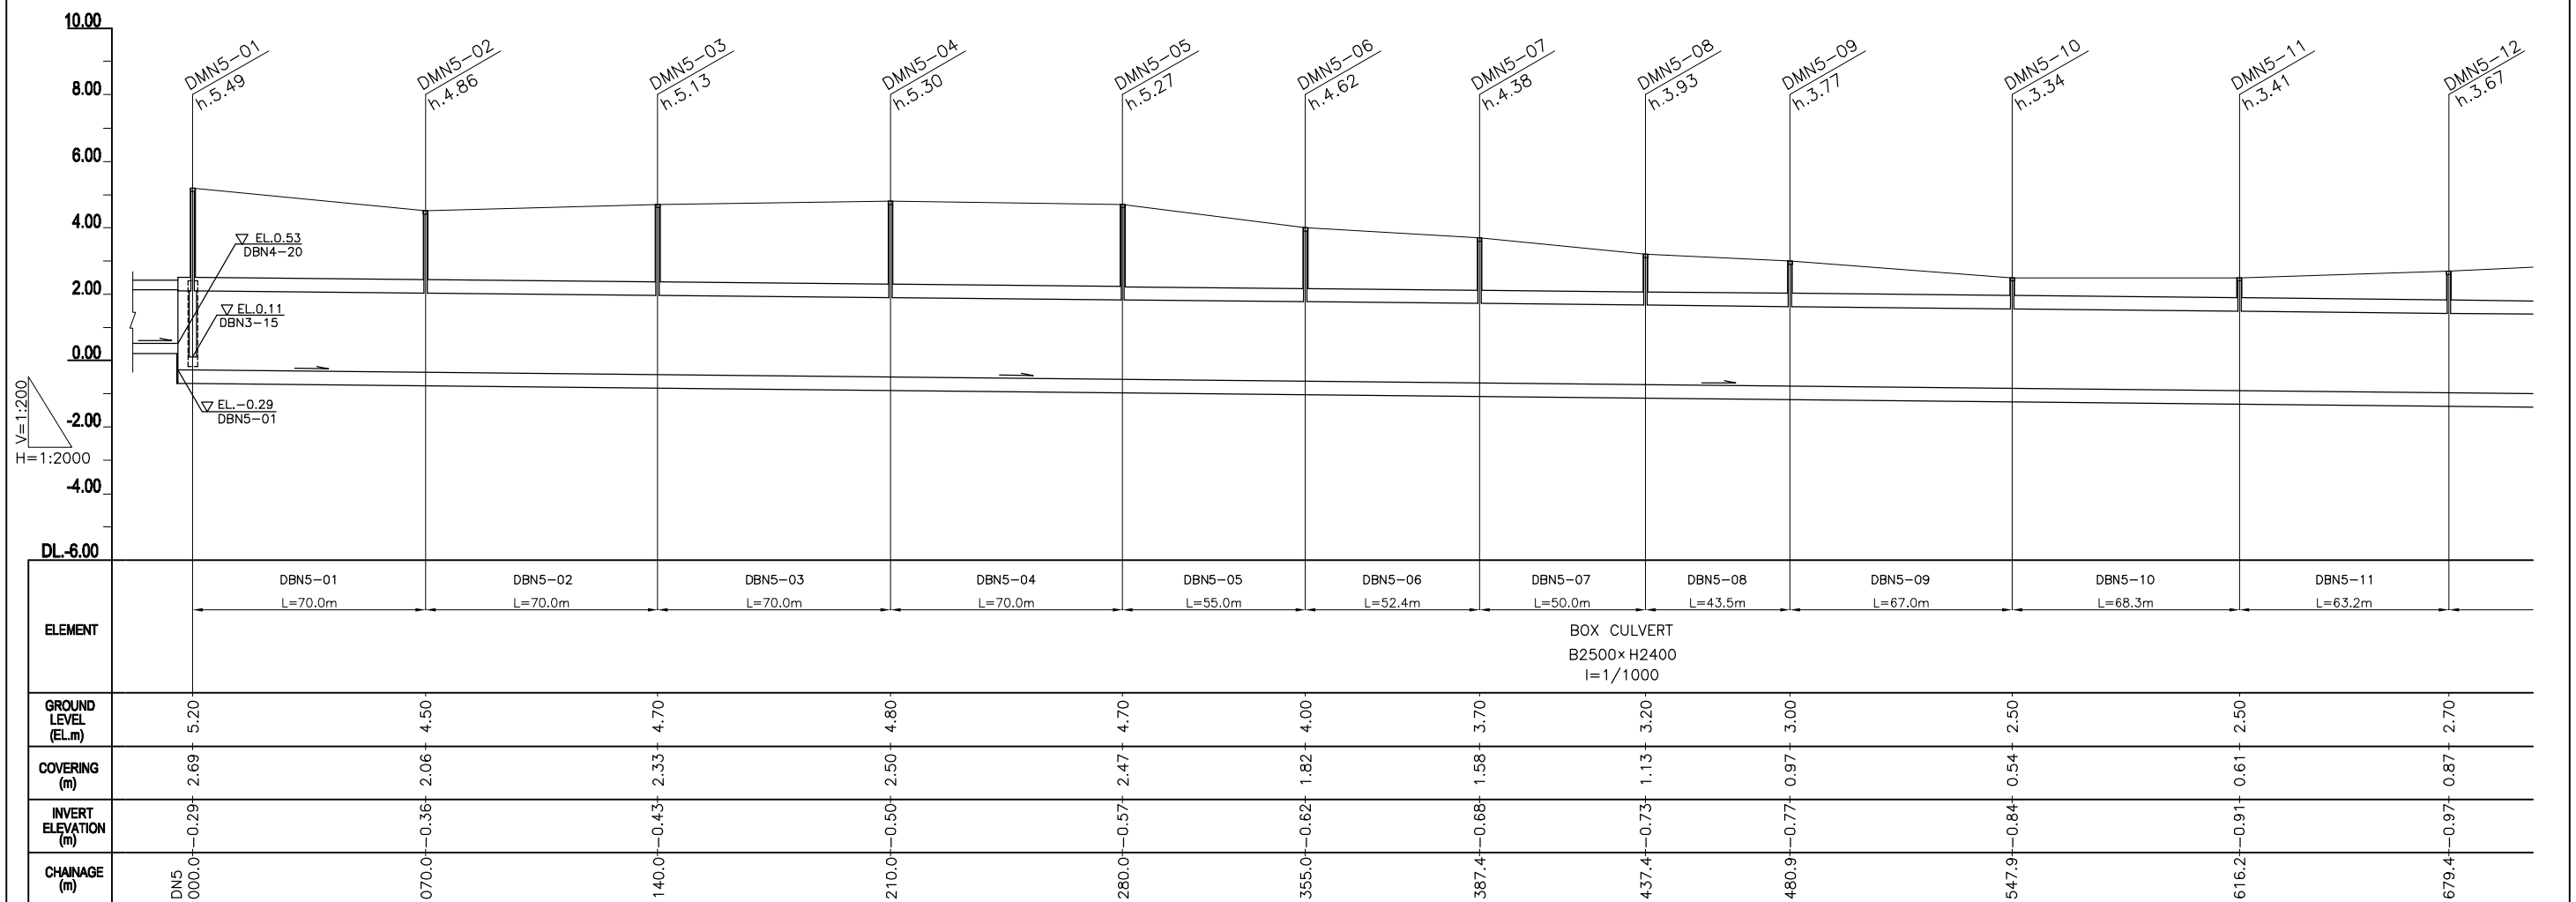 10.00
8.00
6.00
4.00
2.00
0.00
-2.00
-4.00
DL.-6.00
V=1:200
H=1:2000
DMN5-01
h.5.49
DMN5-02
h.4.86
DMN5-03
h.5.13
DMN5-04
h.5.30
DMN5-05
h.5.27
DMN5-06
h.4.62
DMN5-07
h.4.38
DMN5-08
h.3.93
DMN5-09
h.3.77
DMN5-10
h.3.34
DMN5-11
h.3.41
DMN5-12
h.3.67
EL.0.53
DBN4-20
EL.0.11
DBN3-15
EL.-0.29
DBN5-01
ELEMENT
DBN5-01
L=70.0m
DBN5-02
L=70.0m
DBN5-03
L=70.0m
DBN5-04
L=70.0m
DBN5-05
L=55.0m
DBN5-06
L=52.4m
DBN5-07
L=50.0m
DBN5-08
L=43.5m
DBN5-09
L=67.0m
DBN5-10
L=68.3m
DBN5-11
L=63.2m
BOX CULVERT
B2500×H2400
I=1/1000
GROUND
LEVEL
(EL.m)
5.20 4.50 4.70 4.80 4.70 4.00 3.70 3.20 3.00 2.50 2.50 2.70
COVERING
(m)
2.69 2.06 2.33 2.50 2.47 1.82 1.58 1.13 0.97 0.54 0.61 0.87
INVERT
ELEVATION
(m)
-0.29 -0.36 -0.43 -0.50 -0.57 -0.62 -0.68 -0.73 -0.77 -0.84 -0.91 -0.97
CHAINAGE
(m)
DN5
000.0 070.0 140.0 210.0 280.0 355.0 387.4 437.4 480.9 547.9 616.2 679.4